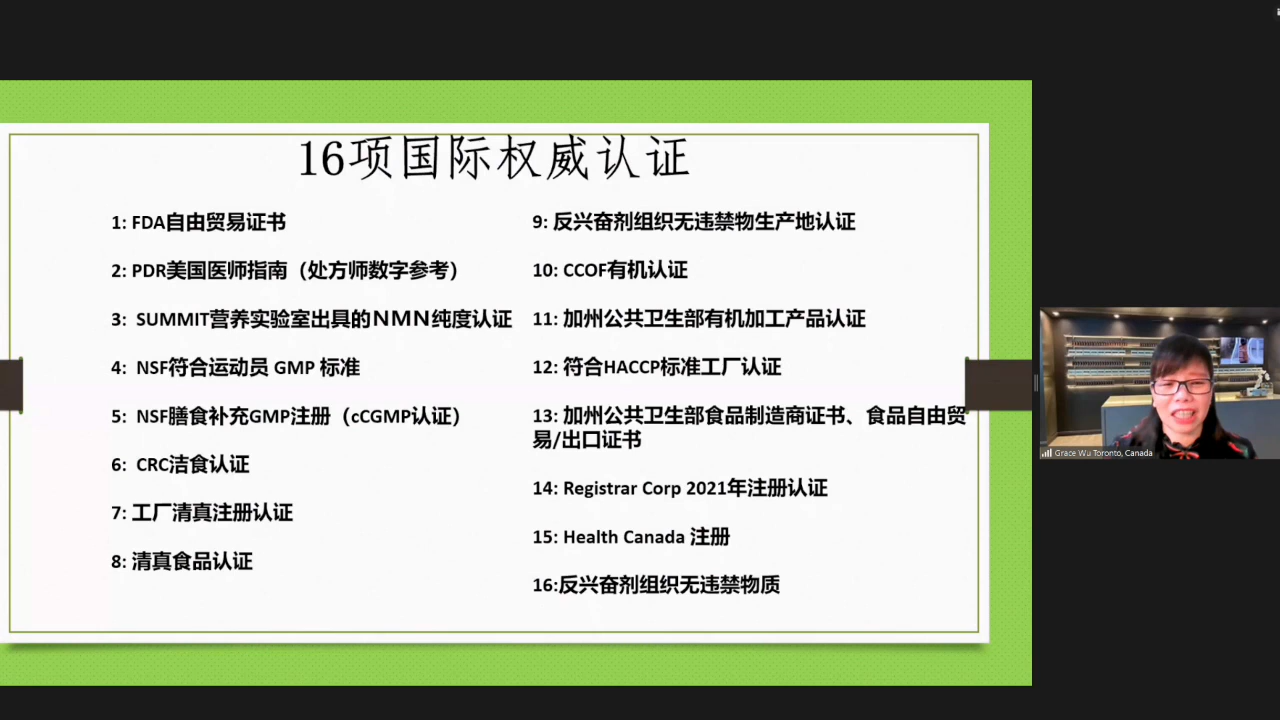 16项国际权威认证
1: FDA自由贸易证书
2: PDR美国医师指南（处方师数字参考）
3: SUMMIT营养实验室出具的NMN纯度认证
4: NSF符合运动员 GMP 标准
5: NSF膳食补充GMP注册（cCGMP认证）
6: CRC洁食认证
7: 工厂清真注册认证
8: 清真食品认证
9: 反兴奋剂组织无违禁物生产地认证
10: CCOF有机认证
11: 加州公共卫生部有机加工产品认证
12: 符合HACCP标准工厂认证
13: 加州公共卫生部食品制造商证书、食品自由贸
易/出口证书
14: Registrar Corp 2021年注册认证
15: Health Canada 注册
16:反兴奋剂组织无违禁物质
Grace Wu Toronto, Canada